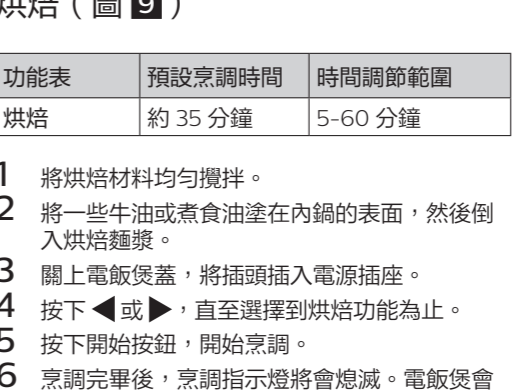 烘焙（圖 9）
功能表 預設烹調時間 時間調節範圍
烘焙 約 35 分鐘 5-60 分鐘
1 將烘焙材料均勻攪拌。
2 將一些牛油或煮食油塗在內鍋的表面，然後倒
入烘焙麵漿。
3 關上電飯煲蓋，將插頭插入電源插座。
4 按下 ◀ 或 ▶，直至選擇到烘焙功能為止。
5 按下開始按鈕，開始烹調。
6 烹調完畢後，烹調指示燈將會熄滅。電飯煲會